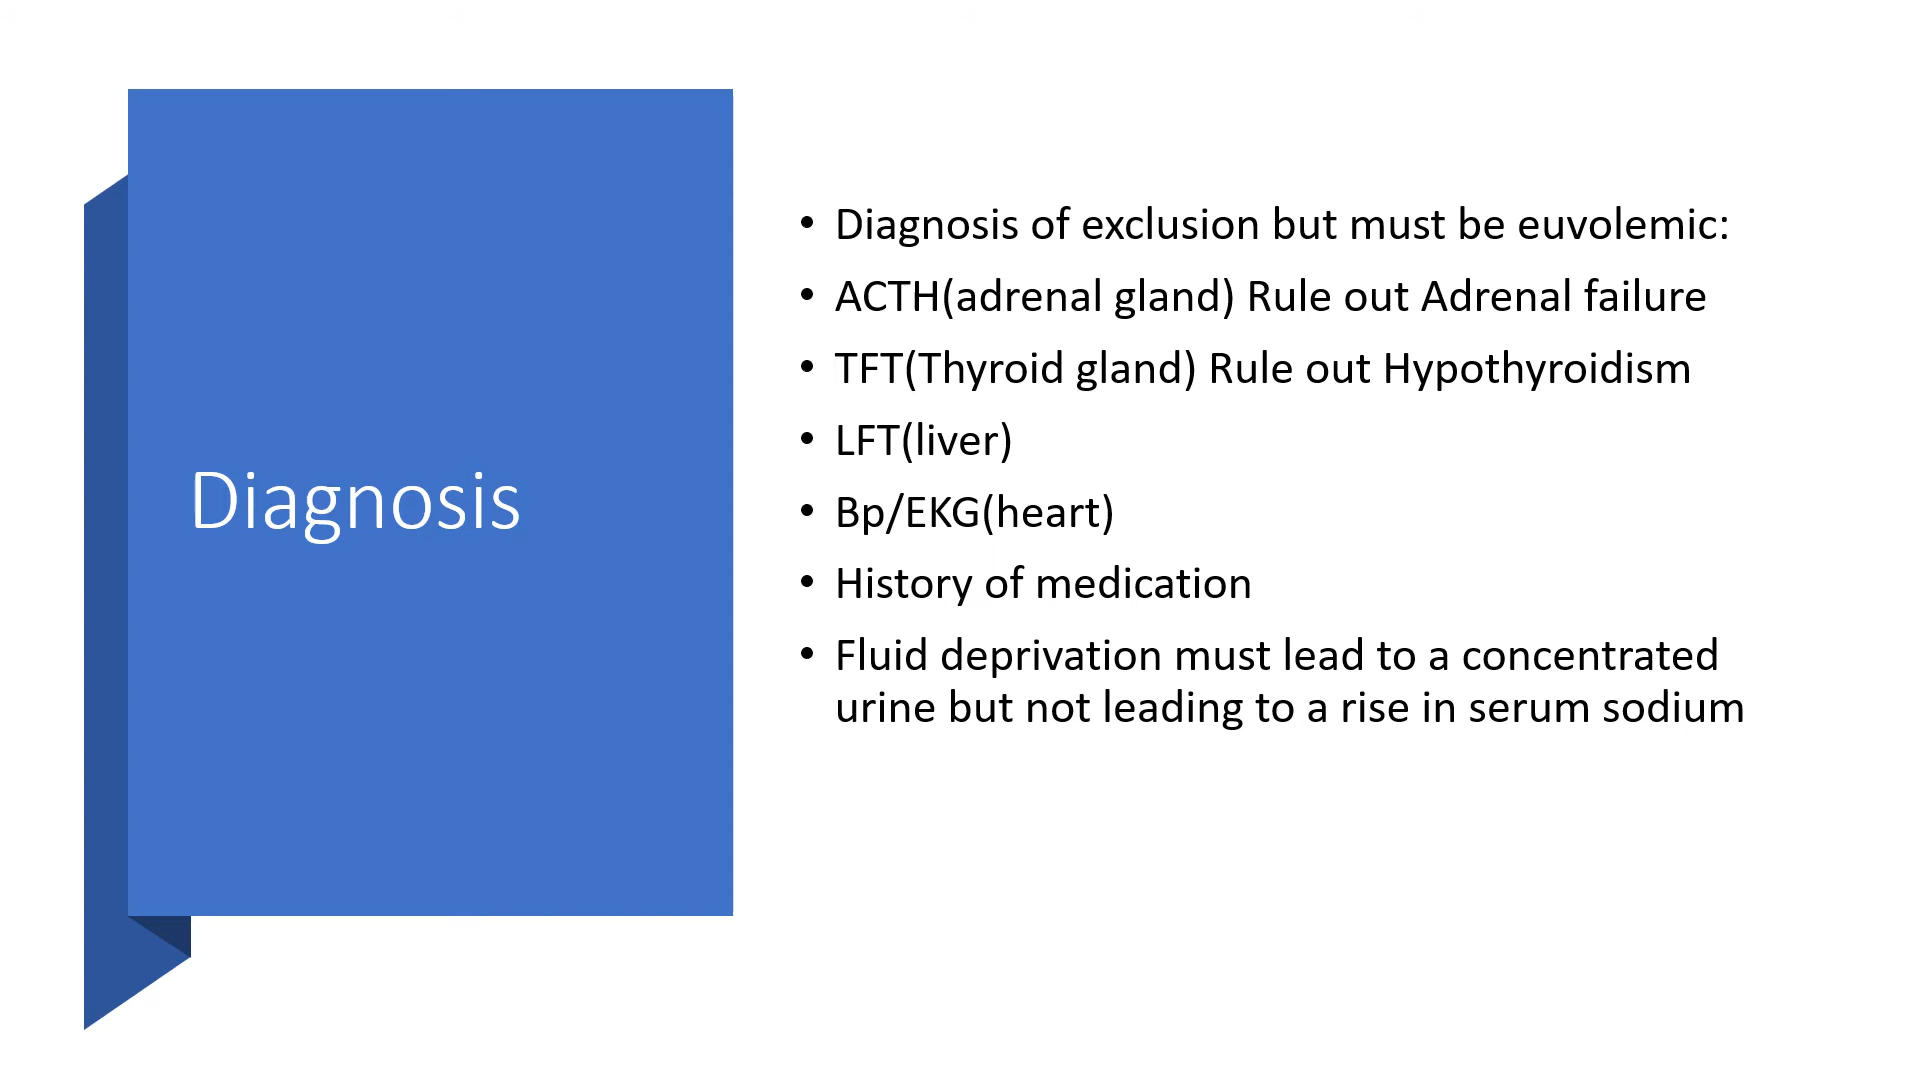 Diagnosis
• Diagnosis of exclusion but must be euvolemic:
• ACTH(adrenal gland) Rule out Adrenal failure
• TFT(Thyroid gland) Rule out Hypothyroidism
• LFT(liver)
• Bp/EKG(heart)
• History of medication
• Fluid deprivation must lead to a concentrated
urine but not leading to a rise in serum sodium